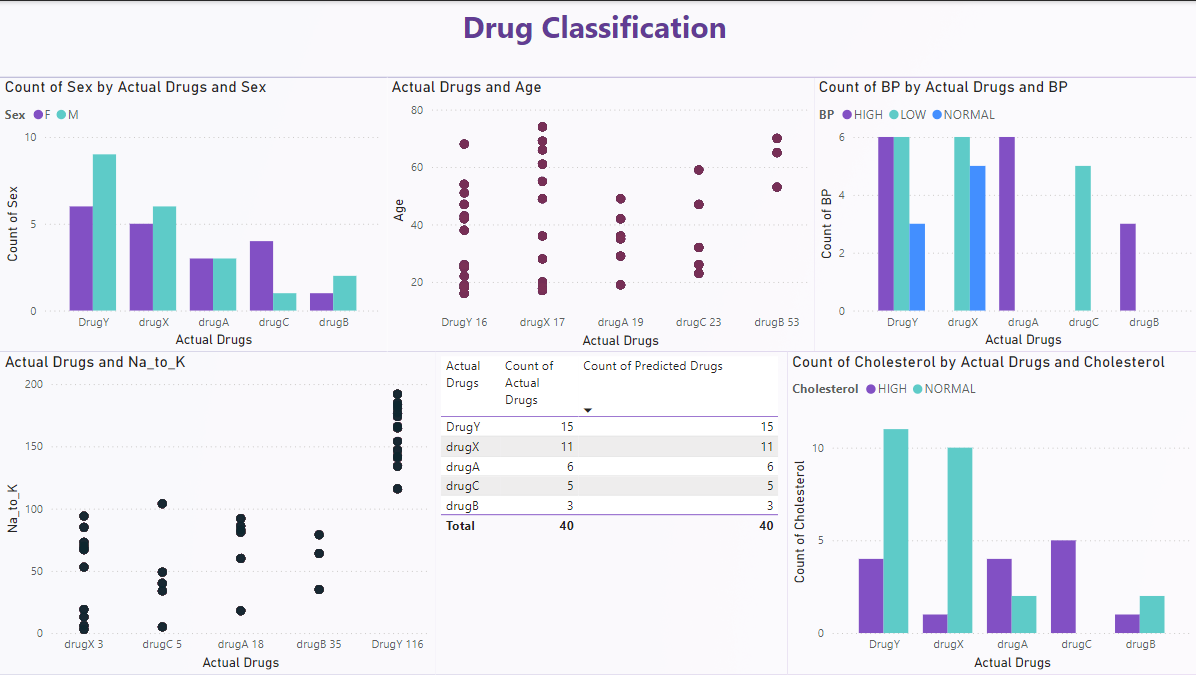 Drug Classification
Count of Sex by Actual Drugs and Sex
Sex F M
10
5
0
Count of Sex
DrugY drugX drugA drugC drugB
Actual Drugs
Actual Drugs and Age
80
60
40
20
Age
DrugY 16 drugX 17 drugA 19 drugC 23 drugB 53
Actual Drugs
Count of BP by Actual Drugs and BP
BP HIGH LOW NORMAL
6
4
2
0
Count of BP
DrugY drugX drugA drugC drugB
Actual Drugs
Actual Drugs and Na_to_K
200
150
100
50
0
Na_to_K
drugX 3 drugC 5 drugA 18 drugB 35 DrugY 116
Actual Drugs
Actual Drugs Count of Actual Drugs Count of Predicted Drugs
DrugY 15 15
drugX 11 11
drugA 6 6
drugC 5 5
drugB 3 3
Total 40 40
Count of Cholesterol by Actual Drugs and Cholesterol
Cholesterol HIGH NORMAL
10
5
0
Count of Cholesterol
DrugY drugX drugA drugC drugB
Actual Drugs